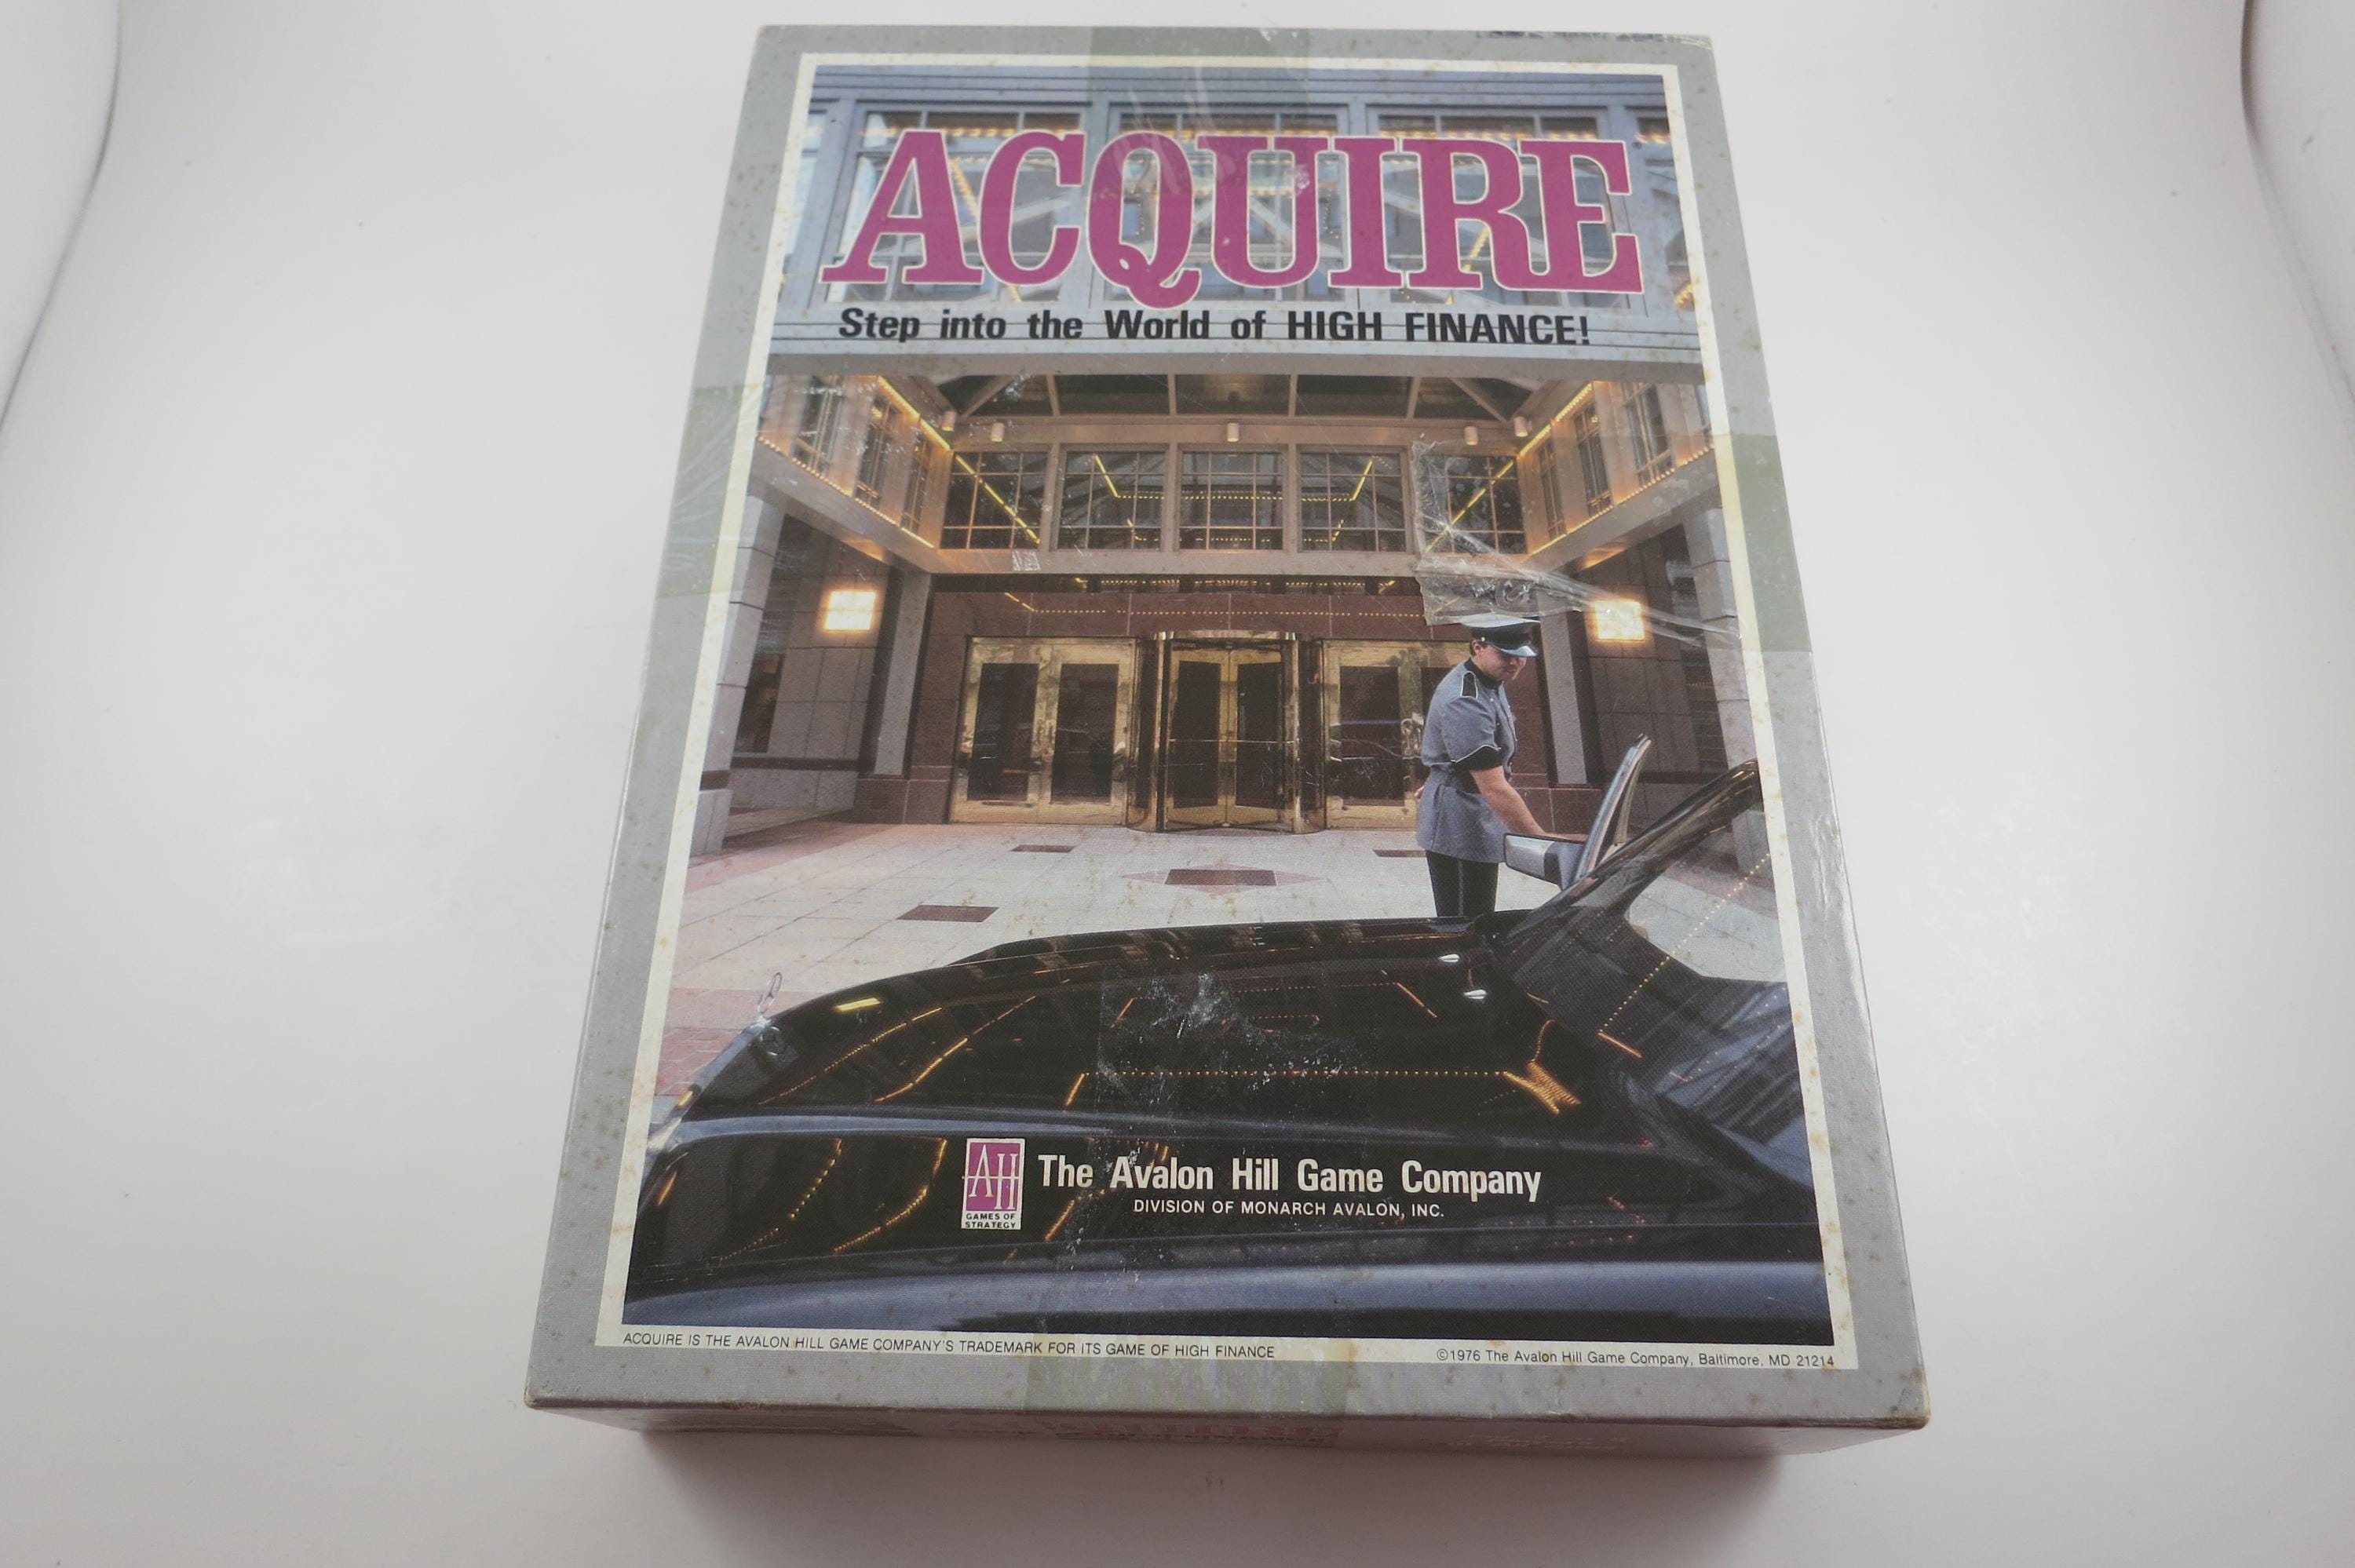 ACQUIRE
Step into the World of HIGH FINANCE!
AH
GAMES OF
STRATEGY
The Avalon Hill Game Company
DIVISION OF MONARCH AVALON, INC.
ACQUIRE IS THE AVALON HILL GAME COMPANY'S TRADEMARK FOR ITS GAME OF HIGH FINANCE
©1976 The Avalon Hill Game Company, Baltimore, MD 21214